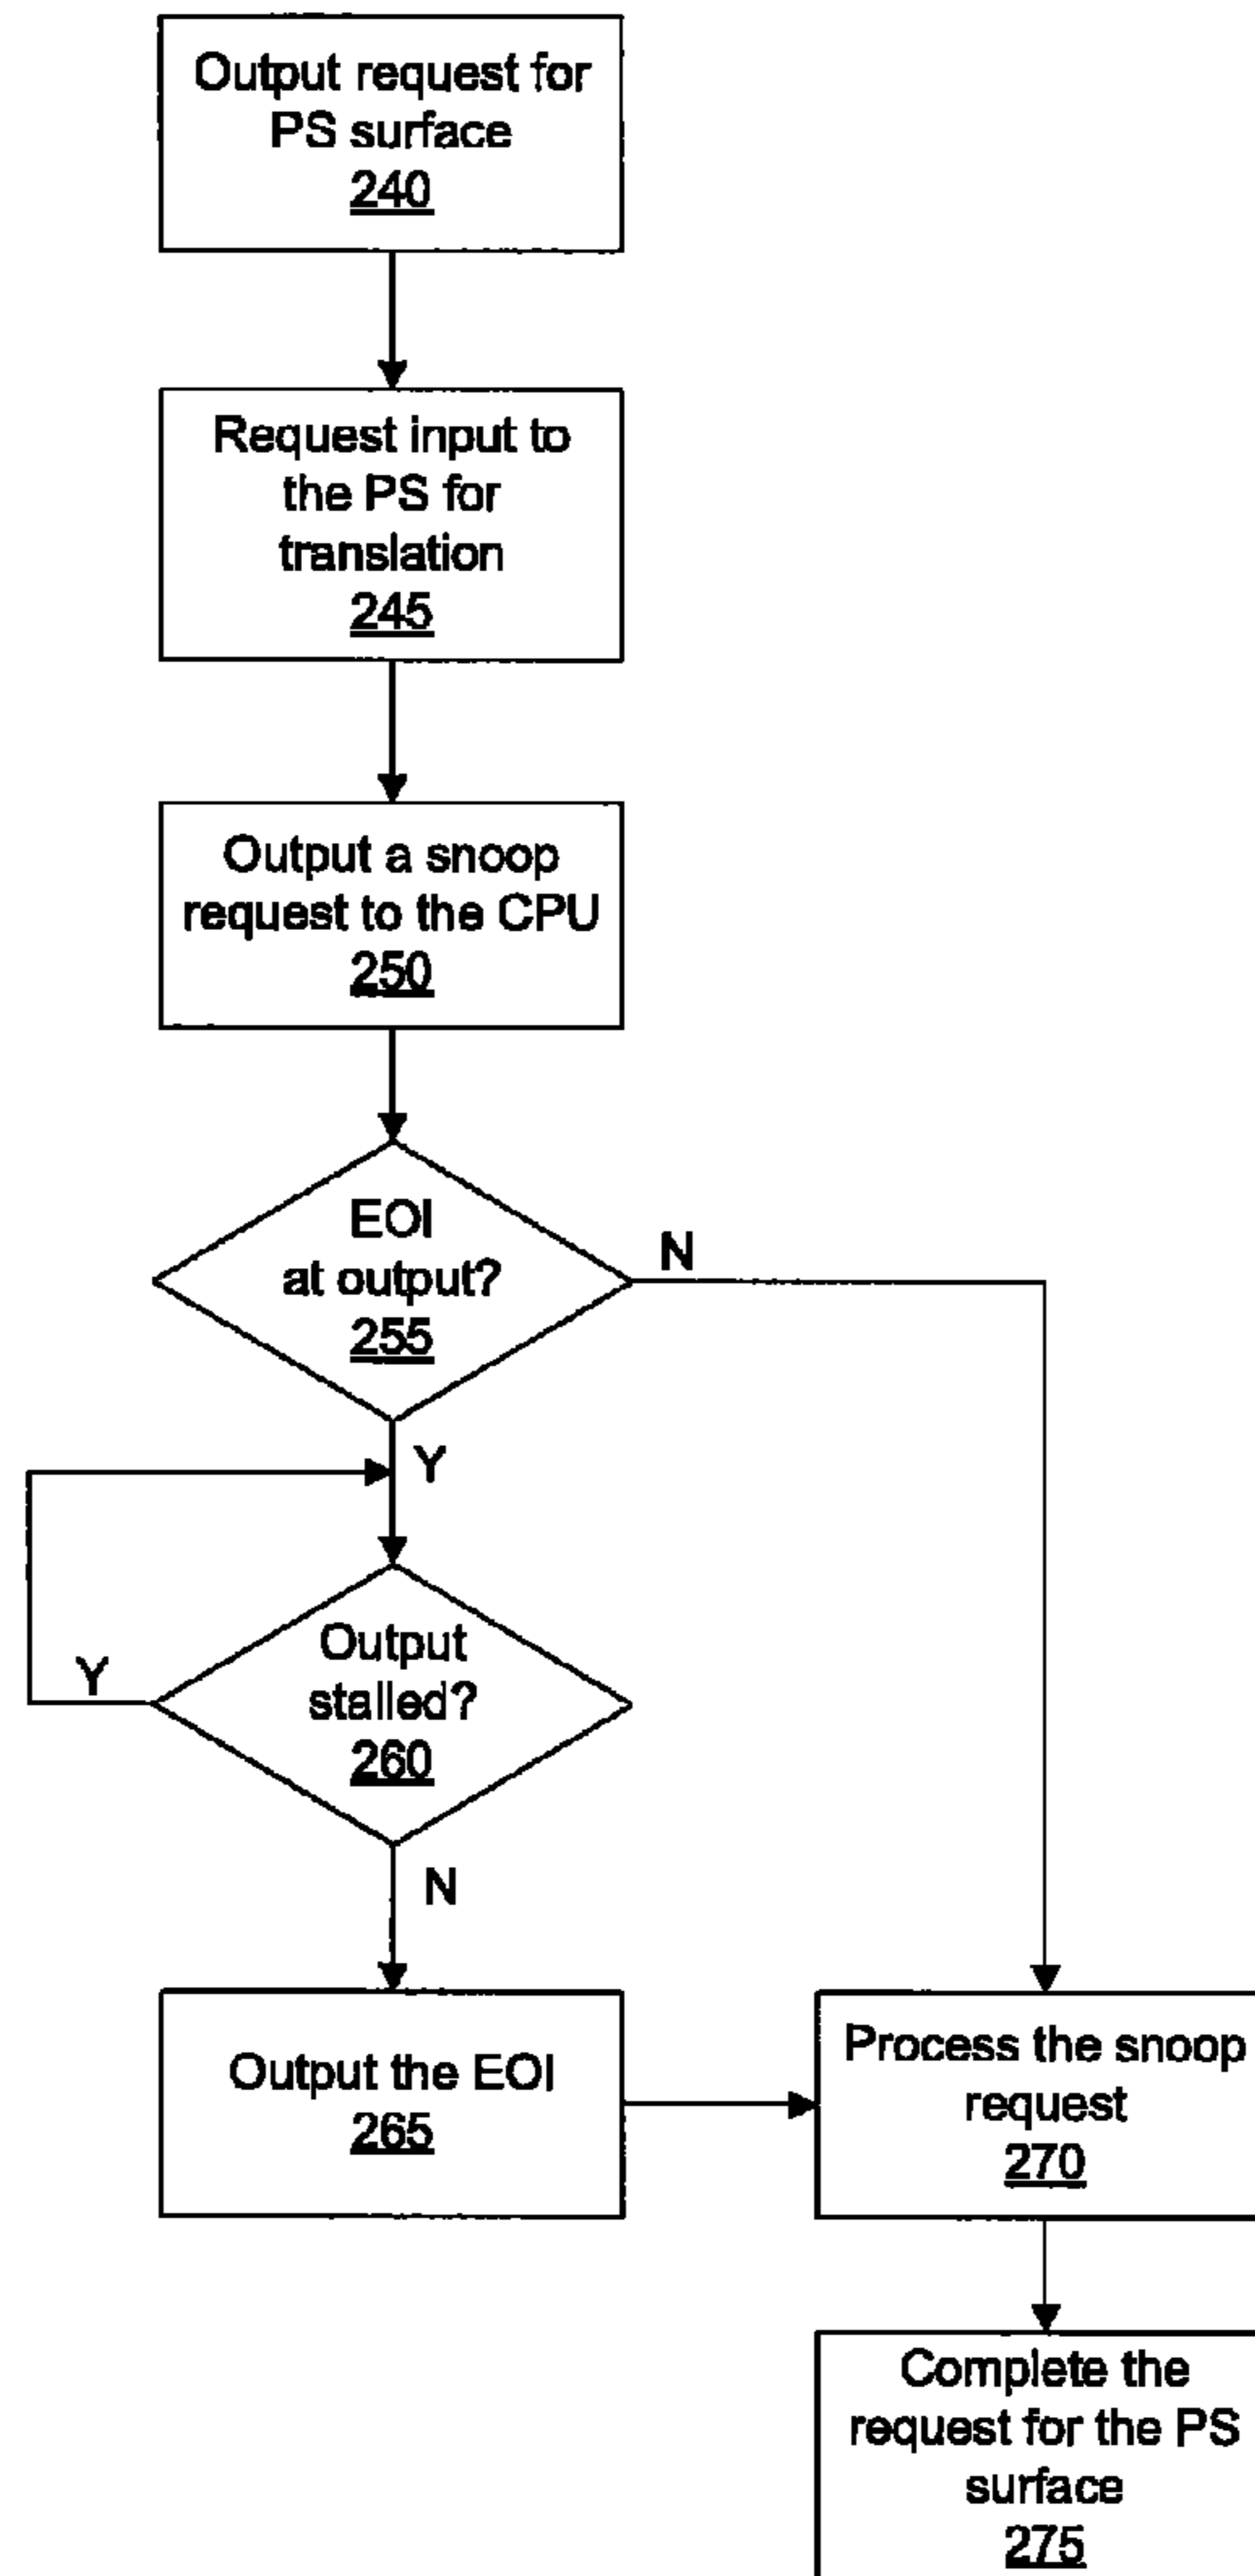 Output request for
PS surface
240
Request input to
the PS for
translation
245
Output a snoop
request to the CPU
250
EOI
at output?
255
N
Y
Output
stalled?
260
Y
N
Output the EOI
265
Process the snoop
request
270
Complete the
request for the PS
surface
275